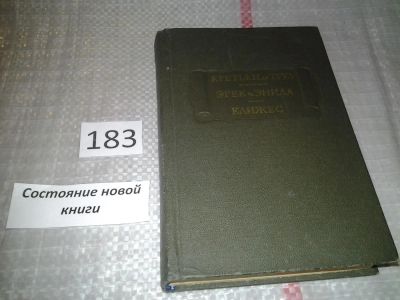 КРЕТЬЕН де ТРУА
ЭРЕК и ЭНИДА
КЛИЖЕС
183
Состояние новой
книги